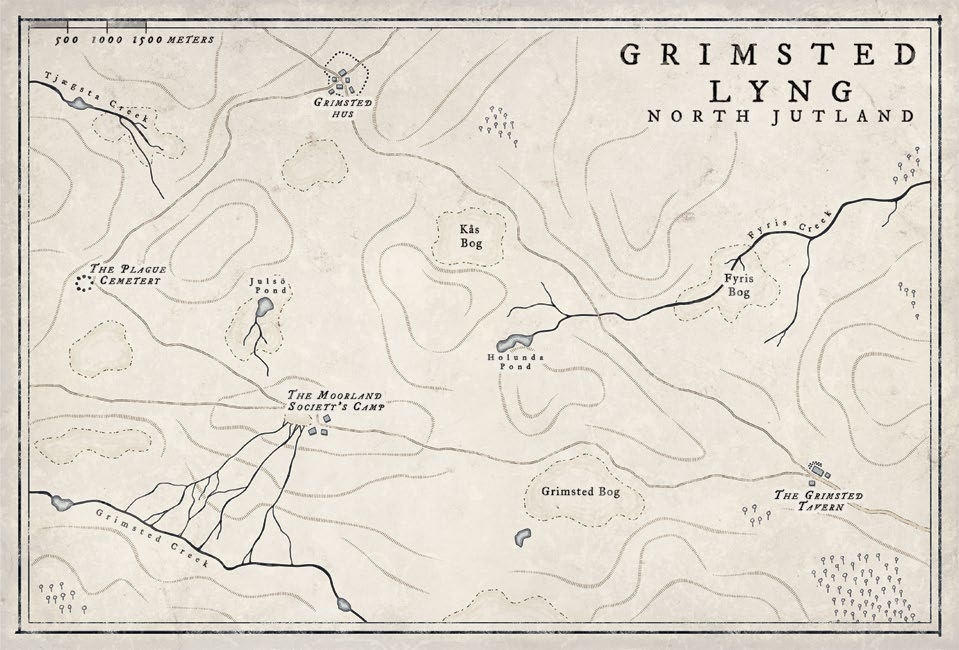 500 1000 1500 METERS
GRIMSTED
LYNG
NORTH JUTLAND
Tjægsta Creek
GRIMSTED
HUS
Kås
Bog
Fyris Creek
THE PLAGUE
CEMETERY
Julsö
Pond
Fyris
Bog
Holunda
Pond
THE MOORLAND
SOCIETY'S CAMP
Grimsted Bog
THE GRIMSTED
TAVERN
Grimsted Creek